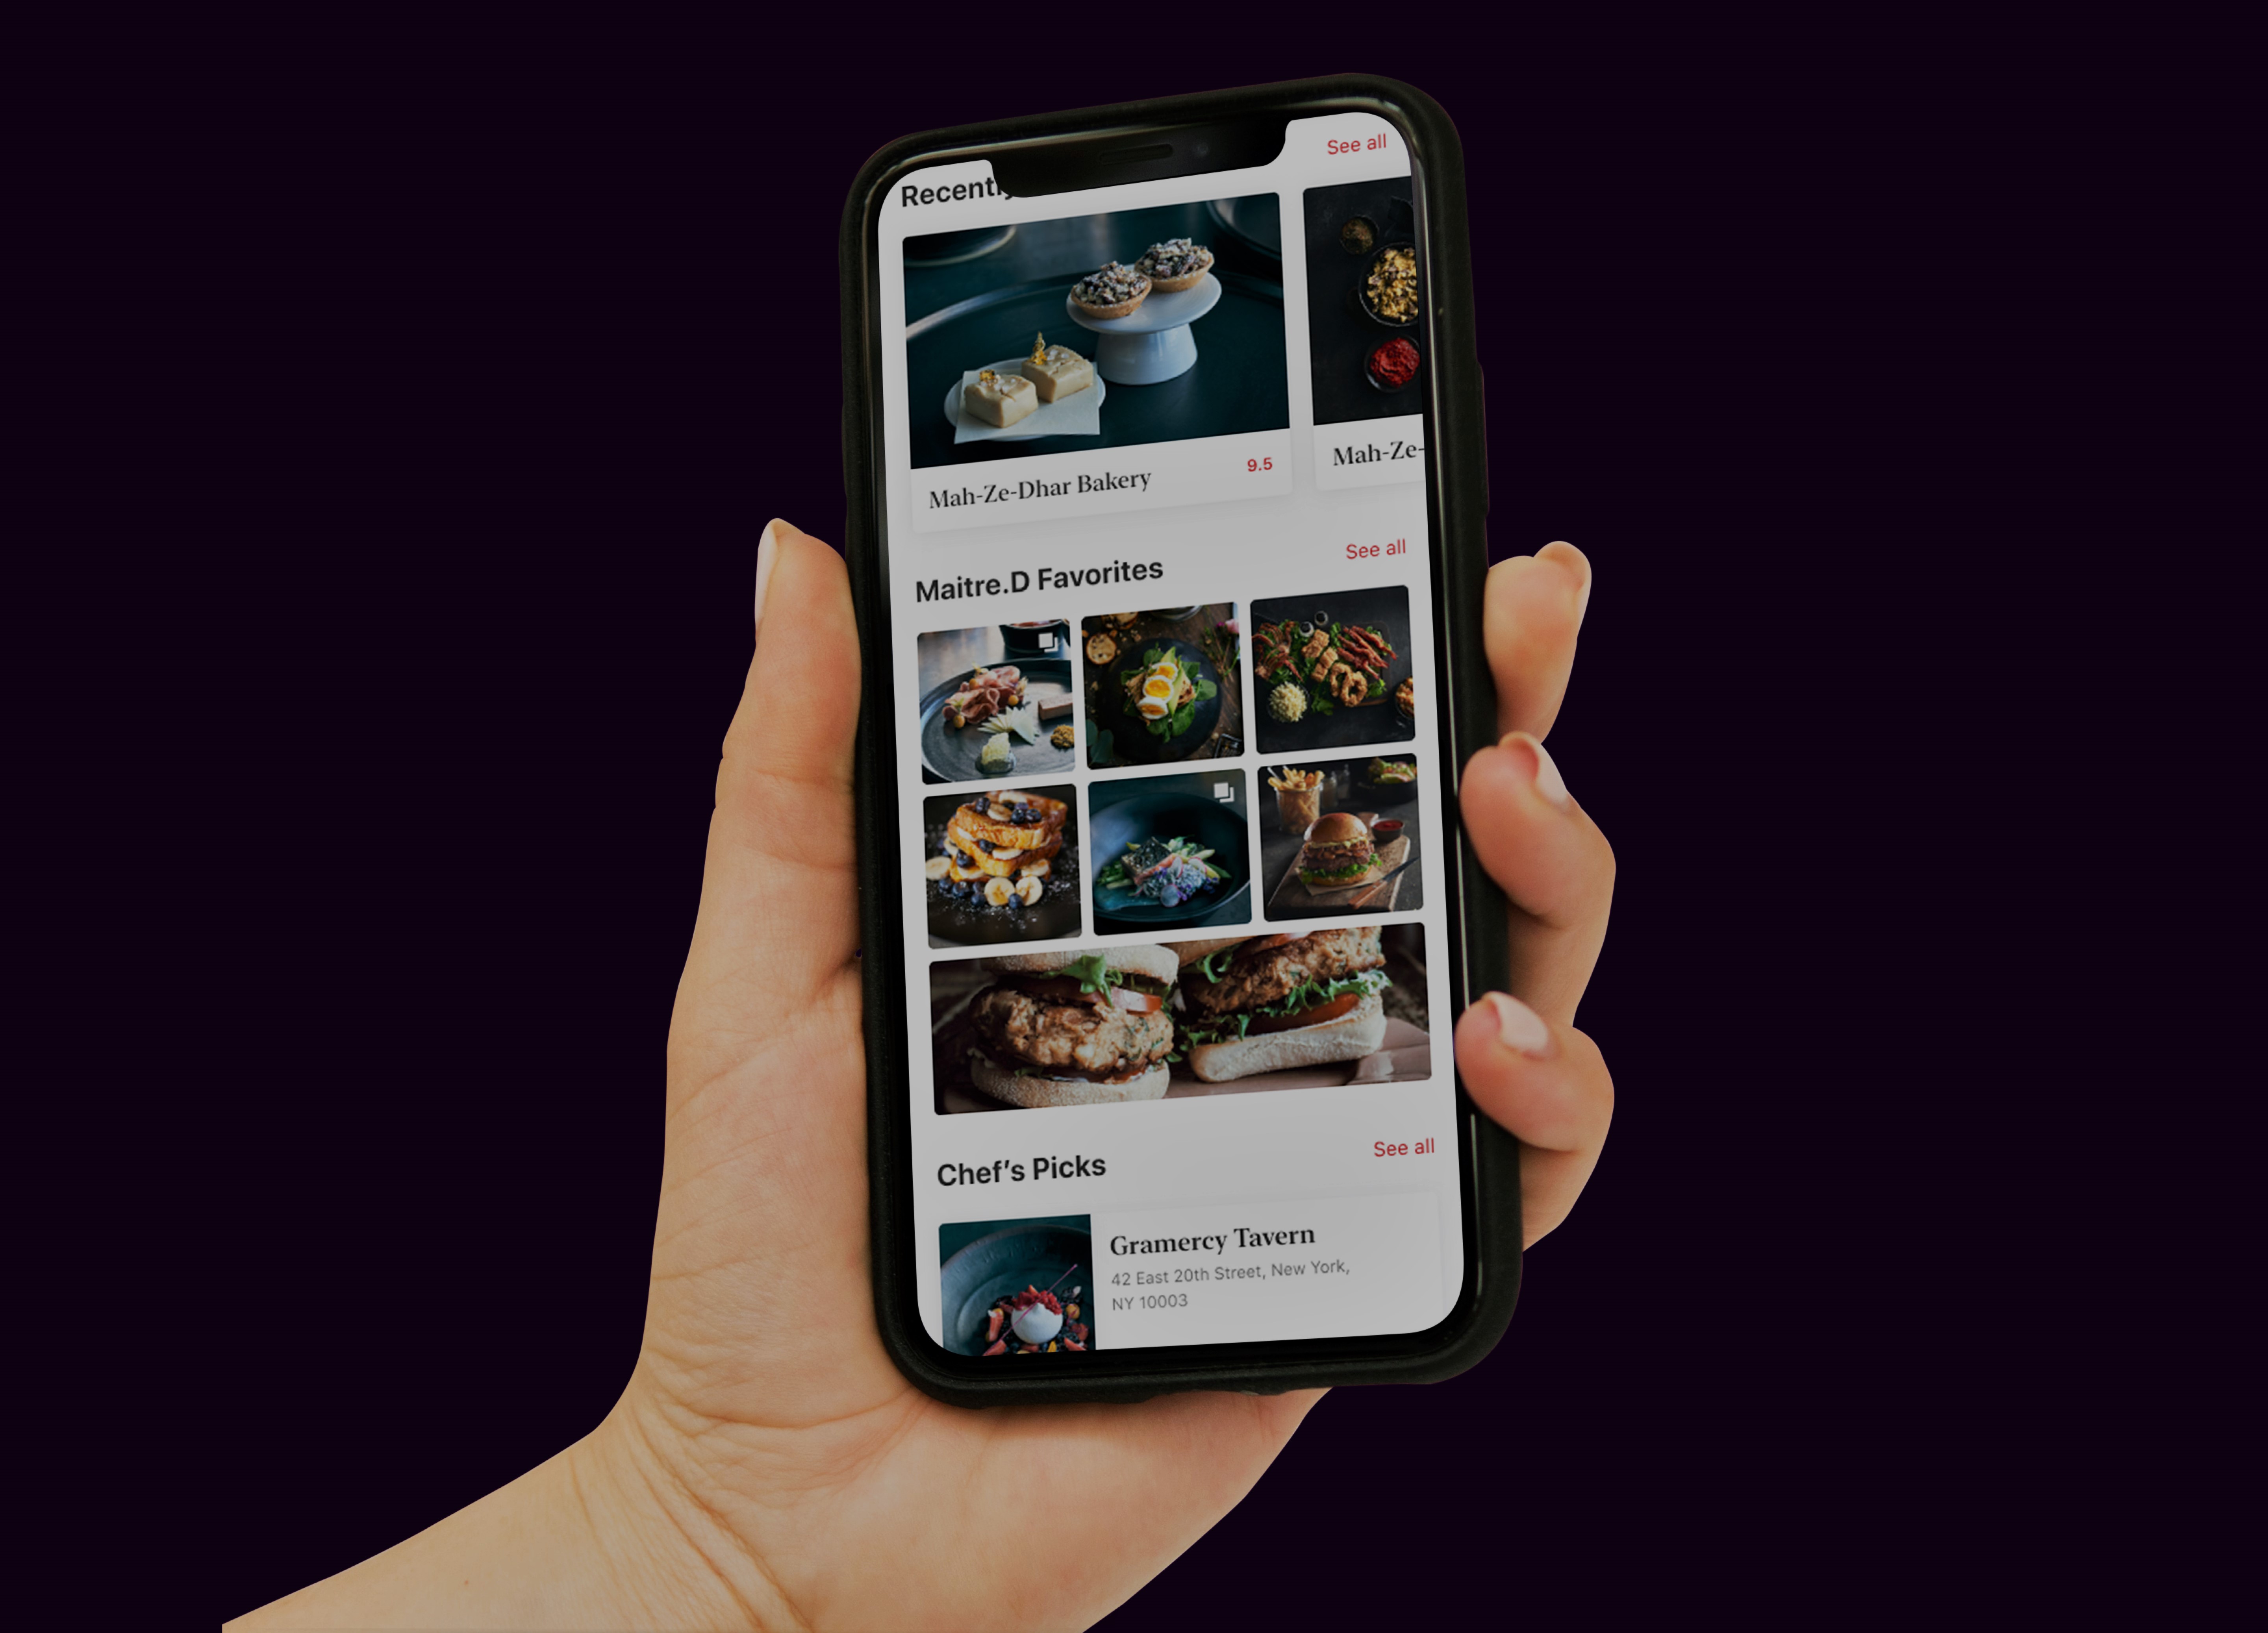 See all
Recently
Mah-Ze-Dhar Bakery
9.5
Mah-Ze-
Maitre.D Favorites
See all
Chef’s Picks
See all
Gramercy Tavern
42 East 20th Street, New York,
NY 10003